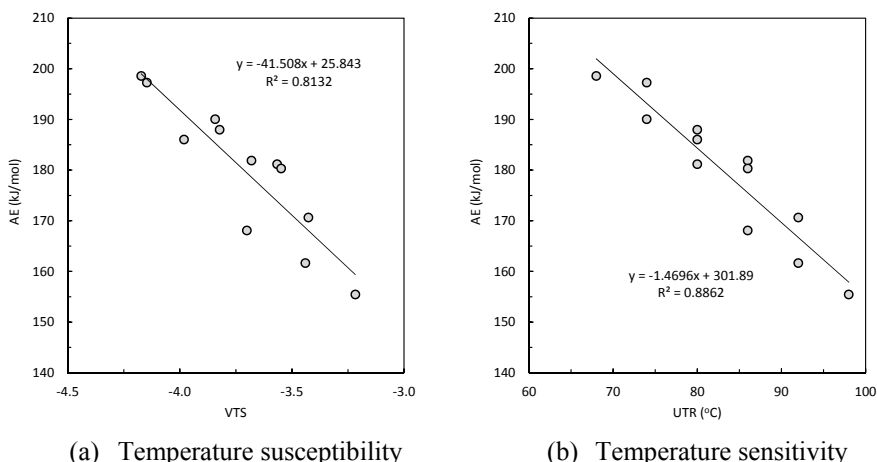 210
200
190
180
170
160
150
140
AE (kJ/mol)
y = -41.508x + 25.843
R² = 0.8132
-4.5 -4.0 -3.5 -3.0
VTS
(a) Temperature susceptibility
210
200
190
180
170
160
150
140
AE (kJ/mol)
y = -1.4696x + 301.89
R² = 0.8862
60 70 80 90 100
UTR (°C)
(b) Temperature sensitivity